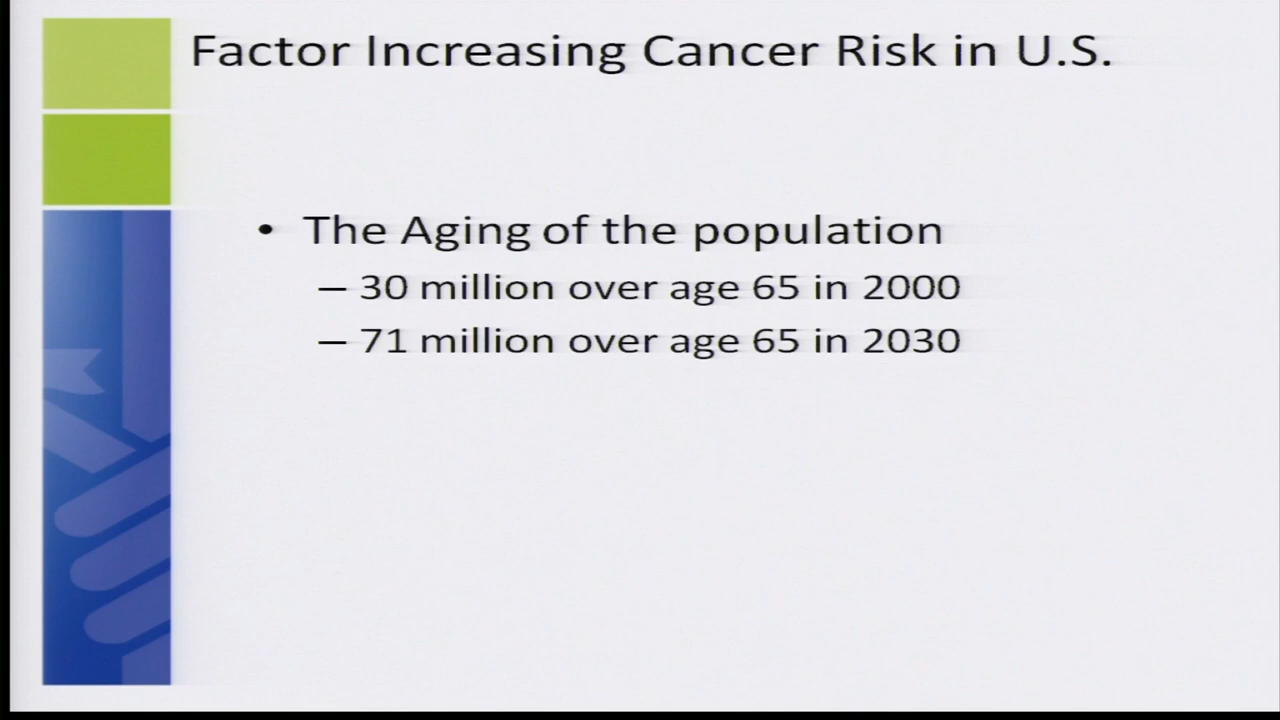 Factor Increasing Cancer Risk in U.S.
• The Aging of the population
– 30 million over age 65 in 2000
– 71 million over age 65 in 2030